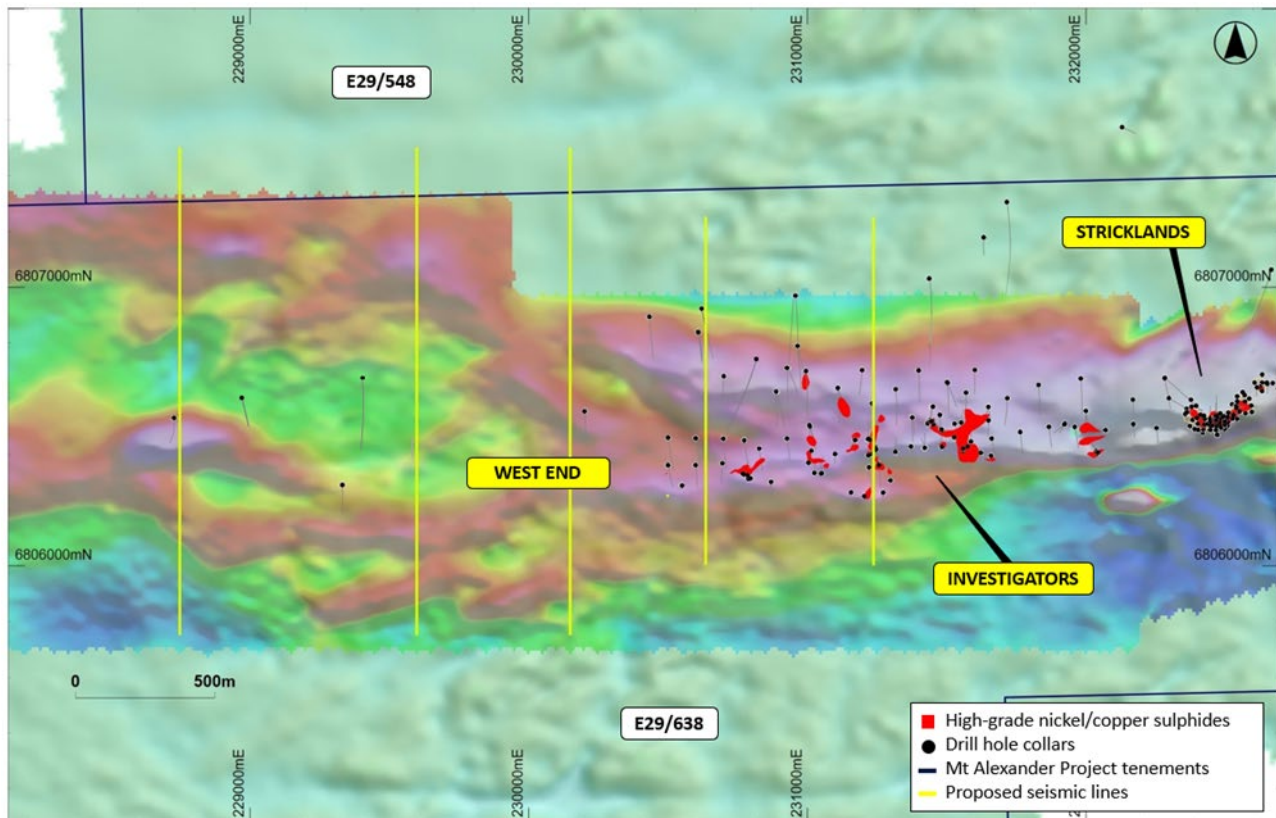 229000mE
230000mE
231000mE
232000mE
E29/548
STRICKLANDS
6807000mN
6807000mN
WEST END
6806000mN
6806000mN
INVESTIGATORS
0 500m
E29/638
229000mE
230000mE
231000mE
High-grade nickel/copper sulphides
Drill hole collars
Mt Alexander Project tenements
Proposed seismic lines